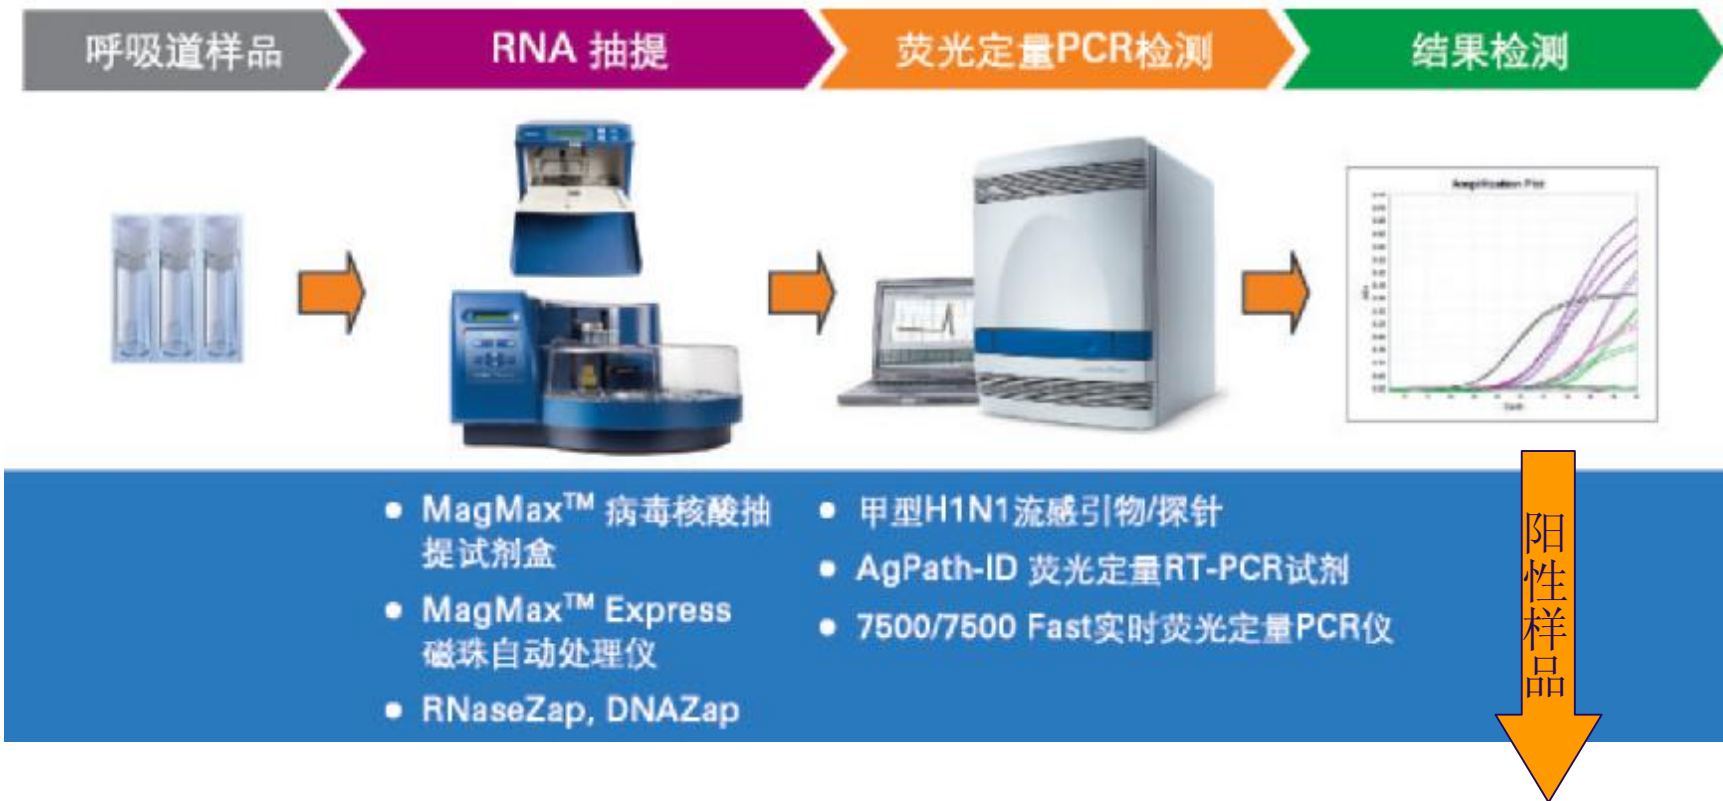 呼吸道样品
RNA 抽提
荧光定量PCR检测
结果检测
Amplification Plot
• MagMax™ 病毒核酸抽
提试剂盒
• MagMax™ Express
磁珠自动处理仪
• RNaseZap, DNAZap
• 甲型H1N1流感引物/探针
• AgPath-ID 荧光定量RT-PCR试剂
• 7500/7500 Fast实时荧光定量PCR仪
阳性样品